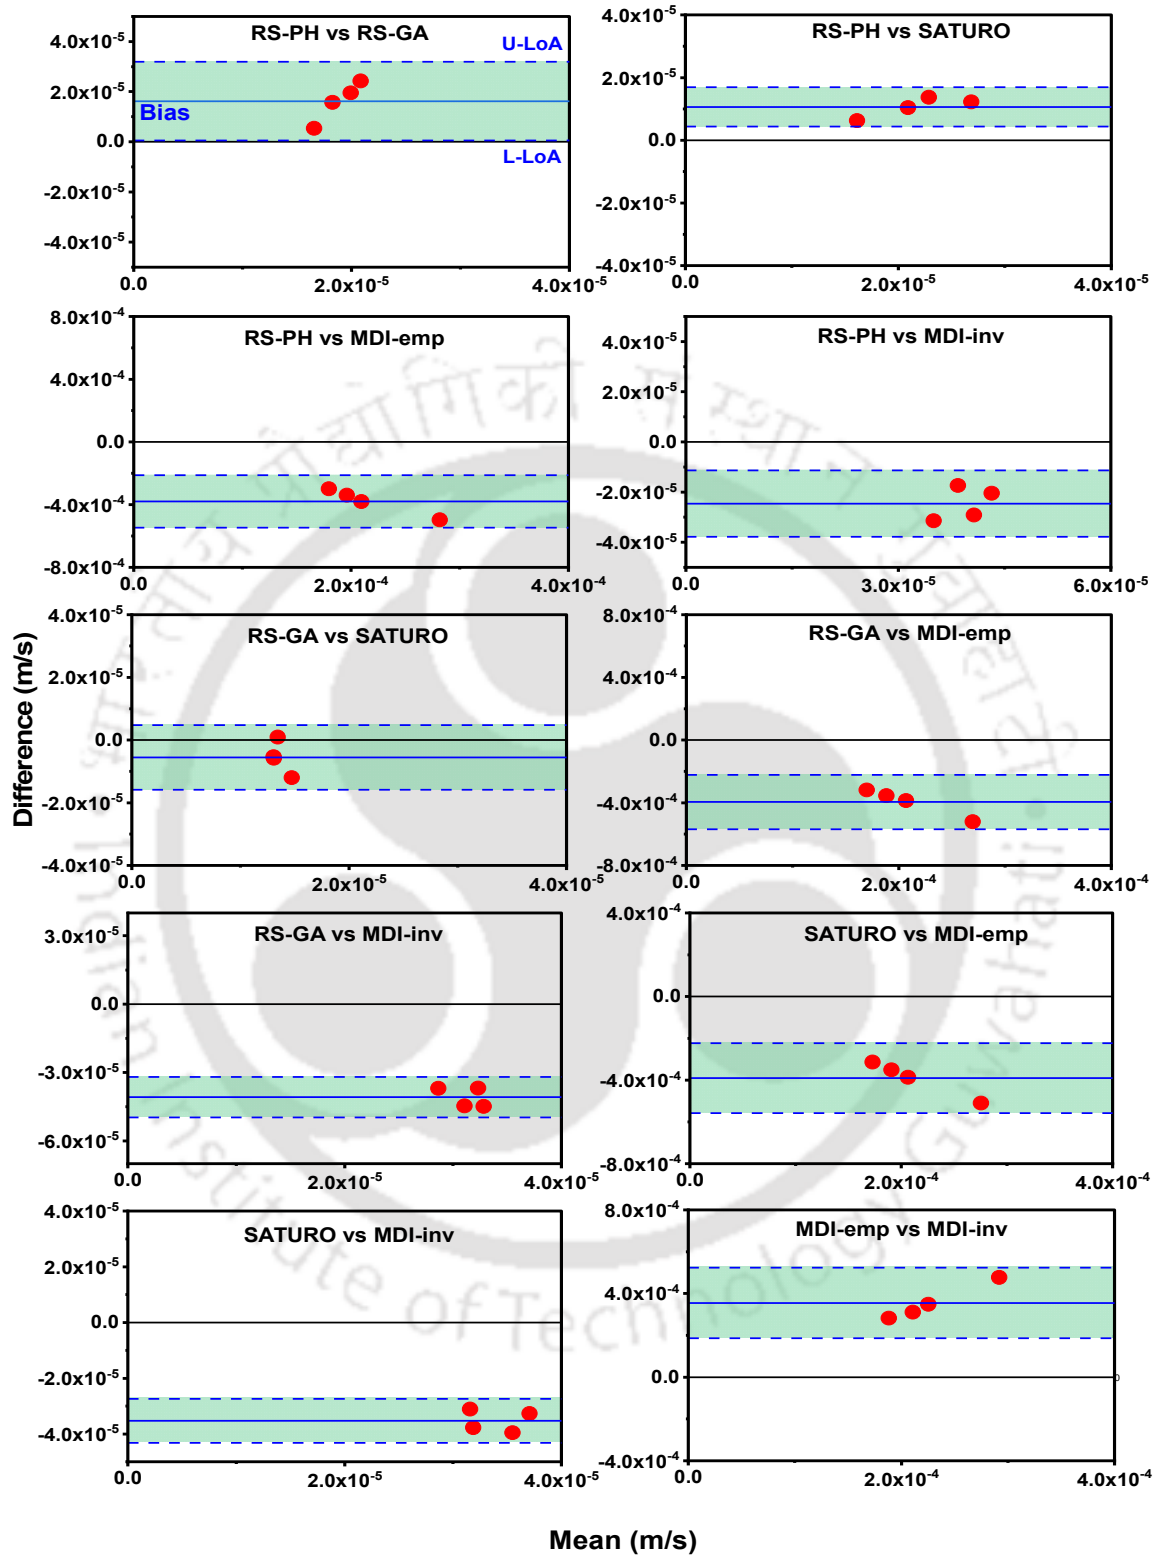 RS-PH vs RS-GA
4.0x10⁻⁵
2.0x10⁻⁵
0.0
-2.0x10⁻⁵
-4.0x10⁻⁵
U-LoA
Bias
L-LoA
0.0 2.0x10⁻⁵ 4.0x10⁻⁵
RS-PH vs SATURO
4.0x10⁻⁵
2.0x10⁻⁵
0.0
-2.0x10⁻⁵
-4.0x10⁻⁵
0.0 2.0x10⁻⁵ 4.0x10⁻⁵
RS-PH vs MDI-emp
8.0x10⁻⁴
4.0x10⁻⁴
0.0
-4.0x10⁻⁴
-8.0x10⁻⁴
0.0 2.0x10⁻⁴ 4.0x10⁻⁴
RS-PH vs MDI-inv
4.0x10⁻⁵
2.0x10⁻⁵
0.0
-2.0x10⁻⁵
-4.0x10⁻⁵
0.0 3.0x10⁻⁵ 6.0x10⁻⁵
Difference (m/s)
RS-GA vs SATURO
4.0x10⁻⁵
2.0x10⁻⁵
0.0
-2.0x10⁻⁵
-4.0x10⁻⁵
0.0 2.0x10⁻⁵ 4.0x10⁻⁵
RS-GA vs MDI-emp
8.0x10⁻⁴
4.0x10⁻⁴
0.0
-4.0x10⁻⁴
-8.0x10⁻⁴
0.0 2.0x10⁻⁴ 4.0x10⁻⁴
RS-GA vs MDI-inv
3.0x10⁻⁵
0.0
-3.0x10⁻⁵
-6.0x10⁻⁵
0.0 2.0x10⁻⁵ 4.0x10⁻⁵
SATURO vs MDI-emp
4.0x10⁻⁴
0.0
-4.0x10⁻⁴
-8.0x10⁻⁴
0.0 2.0x10⁻⁴ 4.0x10⁻⁴
SATURO vs MDI-inv
4.0x10⁻⁵
2.0x10⁻⁵
0.0
-2.0x10⁻⁵
-4.0x10⁻⁵
0.0 2.0x10⁻⁵ 4.0x10⁻⁵
MDI-emp vs MDI-inv
8.0x10⁻⁴
4.0x10⁻⁴
0.0
-4.0x10⁻⁴
0.0 2.0x10⁻⁴ 4.0x10⁻⁴
Mean (m/s)
Indian Institute of Technology Guwahati